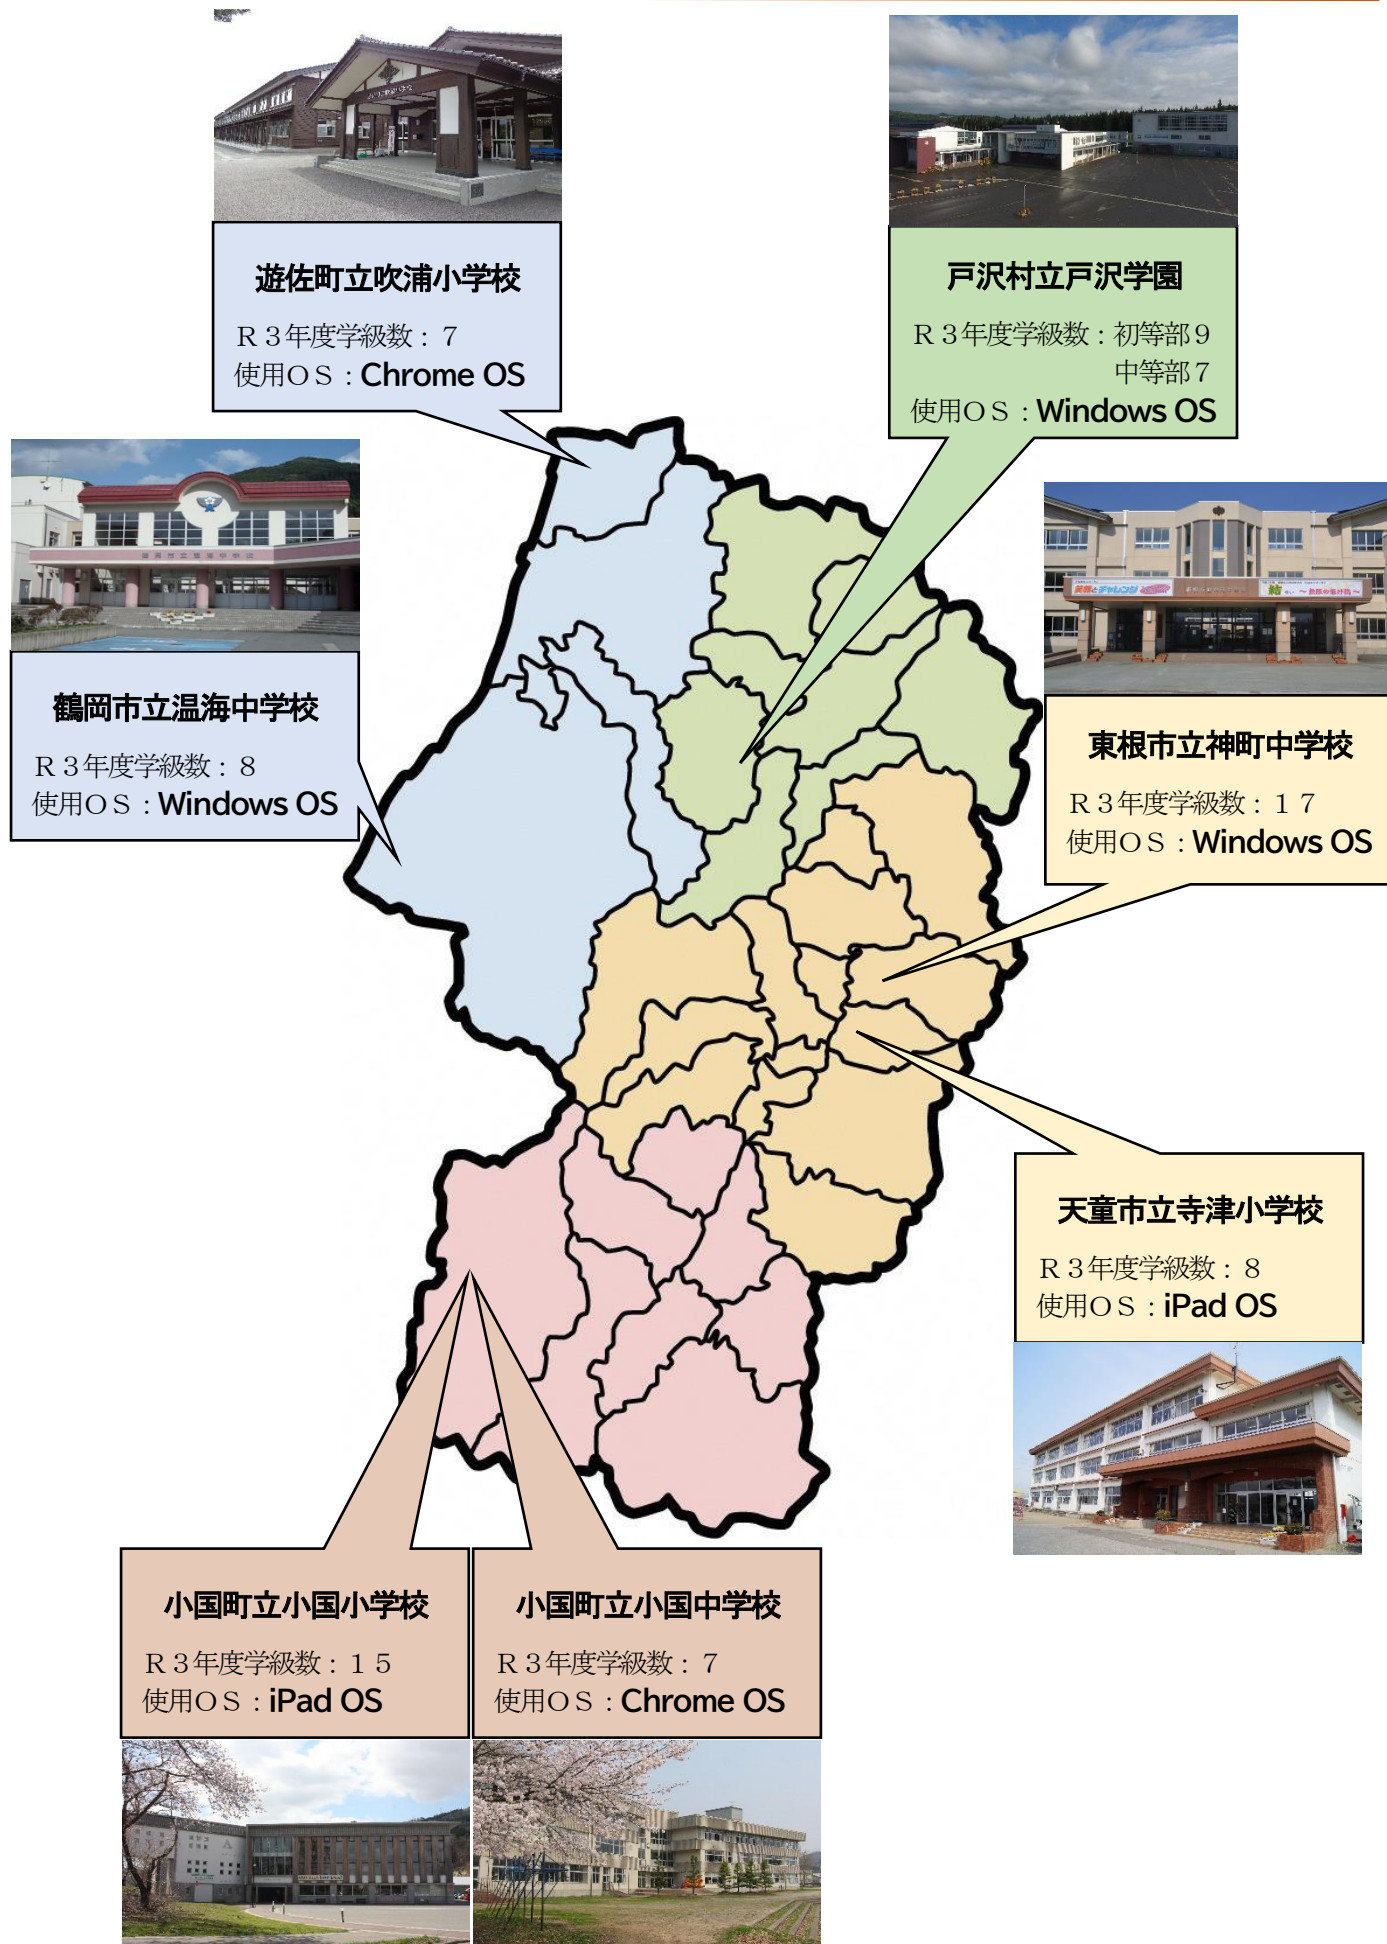 遊佐町立吹浦小学校
Ｒ３年度学級数：７
使用ＯＳ：Chrome OS
戸沢村立戸沢学園
Ｒ３年度学級数：初等部９
中等部７
使用ＯＳ：Windows OS
鶴岡市立温海中学校
Ｒ３年度学級数：８
使用ＯＳ：Windows OS
東根市立神町中学校
Ｒ３年度学級数：１７
使用ＯＳ：Windows OS
天童市立寺津小学校
Ｒ３年度学級数：８
使用ＯＳ：iPad OS
小国町立小国小学校
Ｒ３年度学級数：１５
使用ＯＳ：iPad OS
小国町立小国中学校
Ｒ３年度学級数：７
使用ＯＳ：Chrome OS